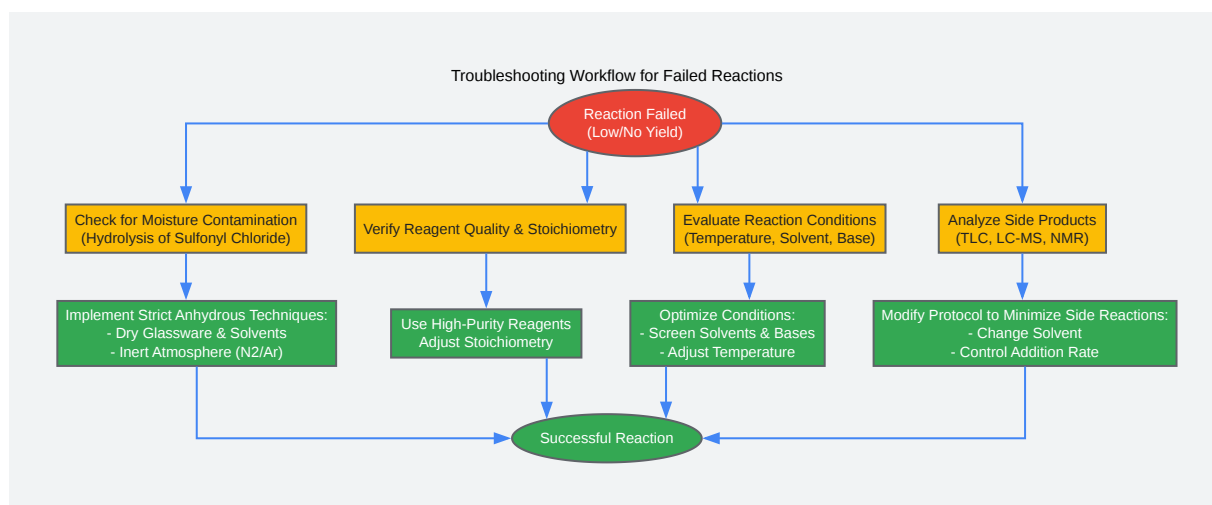 Troubleshooting Workflow for Failed Reactions
Reaction Failed
(Low/No Yield)
Check for Moisture Contamination
(Hydrolysis of Sulfonyl Chloride)
Verify Reagent Quality & Stoichiometry
Evaluate Reaction Conditions
(Temperature, Solvent, Base)
Analyze Side Products
(TLC, LC-MS, NMR)
Implement Strict Anhydrous Techniques:
- Dry Glassware & Solvents
- Inert Atmosphere (N2/Ar)
Use High-Purity Reagents
Adjust Stoichiometry
Optimize Conditions:
- Screen Solvents & Bases
- Adjust Temperature
Modify Protocol to Minimize Side Reactions:
- Change Solvent
- Control Addition Rate
Successful Reaction